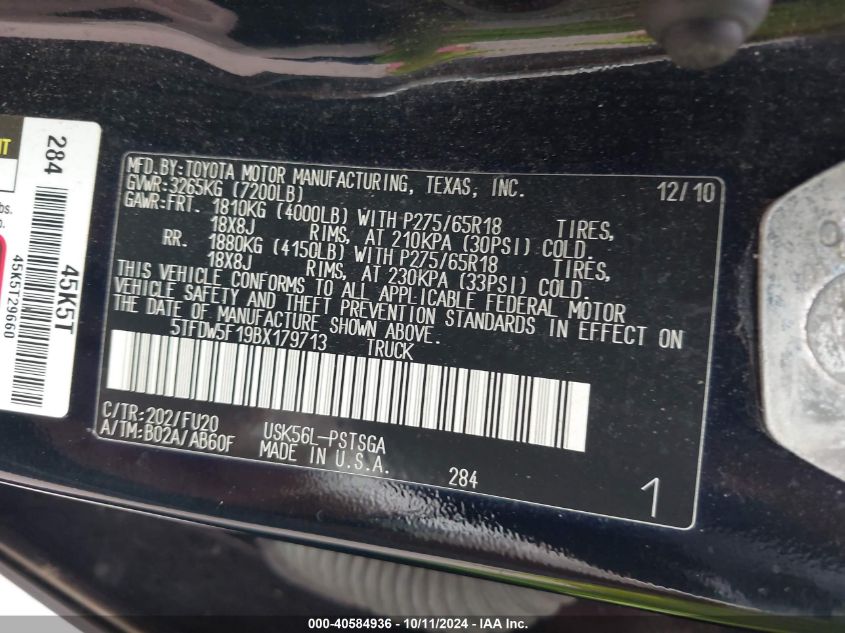 NT
bs.
284
45K5T
45K5T29660
MFD.BY:TOYOTA MOTOR MANUFACTURING, TEXAS, INC. 12/10
GVWR:3265KG (7200LB)
GAWR:FRT. 1810KG (4000LB) WITH P275/65R18 TIRES,
18X8J RIMS, AT 210KPA (30PSI) COLD.
RR. 1880KG (4150LB) WITH P275/65R18 TIRES,
18X8J RIMS, AT 230KPA (33PSI) COLD.
THIS VEHICLE CONFORMS TO ALL APPLICABLE FEDERAL MOTOR
VEHICLE SAFETY AND THEFT PREVENTION STANDARDS IN EFFECT ON
THE DATE OF MANUFACTURE SHOWN ABOVE.
5TFDW5F19BX179713 TRUCK
C/TR:202/FU20 USK56L-PSTSGA
A/TM:B02A/AB60F MADE IN U.S.A.
284
1
000-40584936 - 10/11/2024 - IAA Inc.